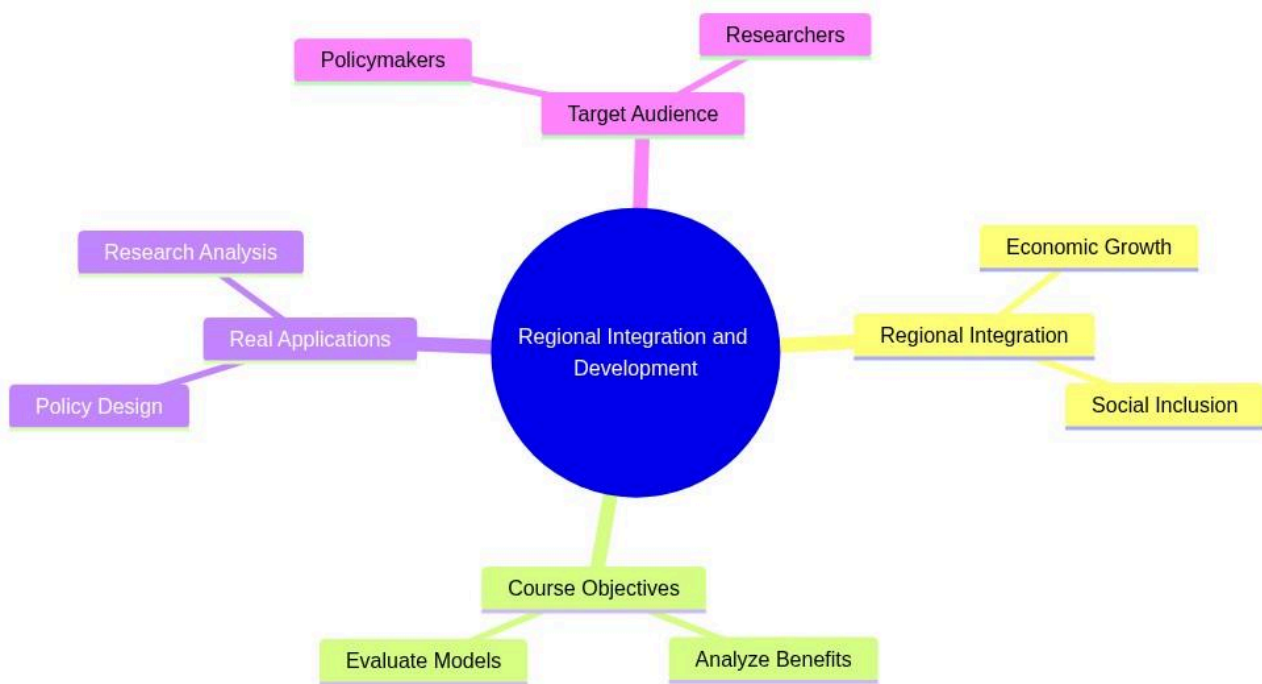 Researchers
Policymakers
Target Audience
Research Analysis
Economic Growth
Real Applications
Regional Integration and
Development
Regional Integration
Policy Design
Social Inclusion
Course Objectives
Evaluate Models
Analyze Benefits